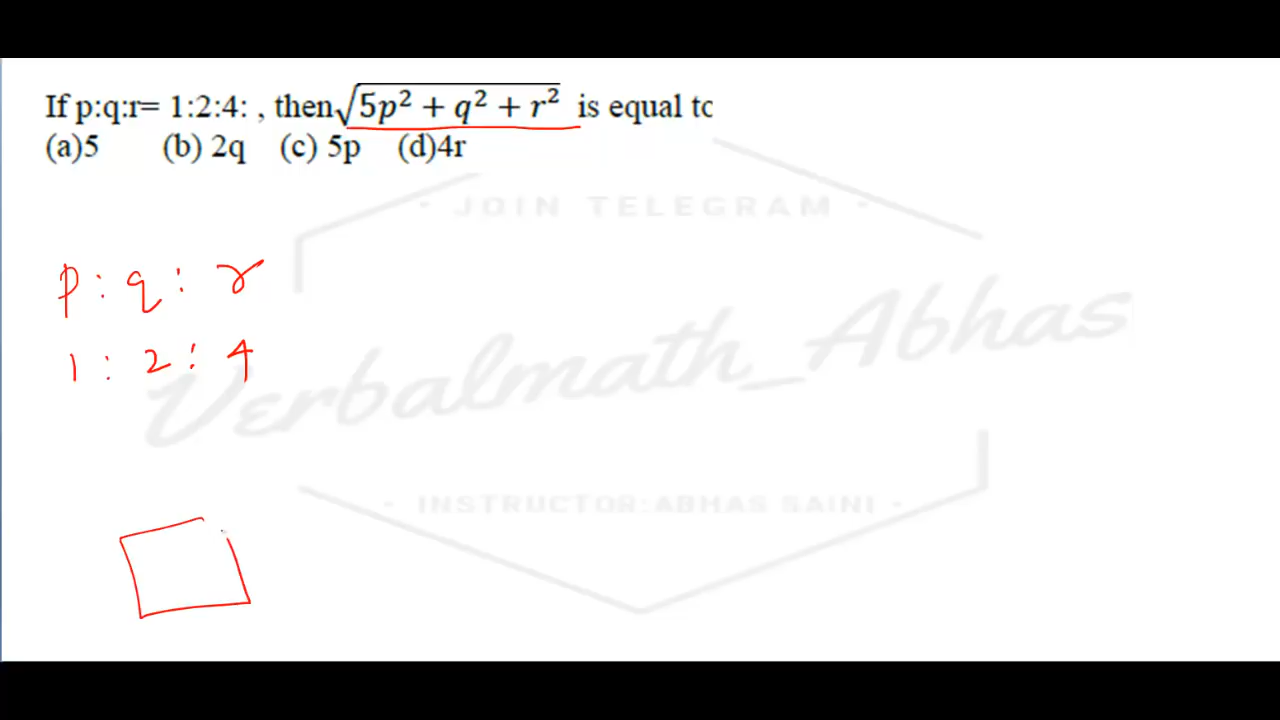 If p:q:r= 1:2:4: , then√5p² + q² + r² is equal to
(a)5 (b) 2q (c) 5p (d)4r
- JOIN TELEGRAM -
p : q : r
1 : 2 : 4
Verbalmath_Abhas
- INSTRUCTOR:ABHAS SAINI -